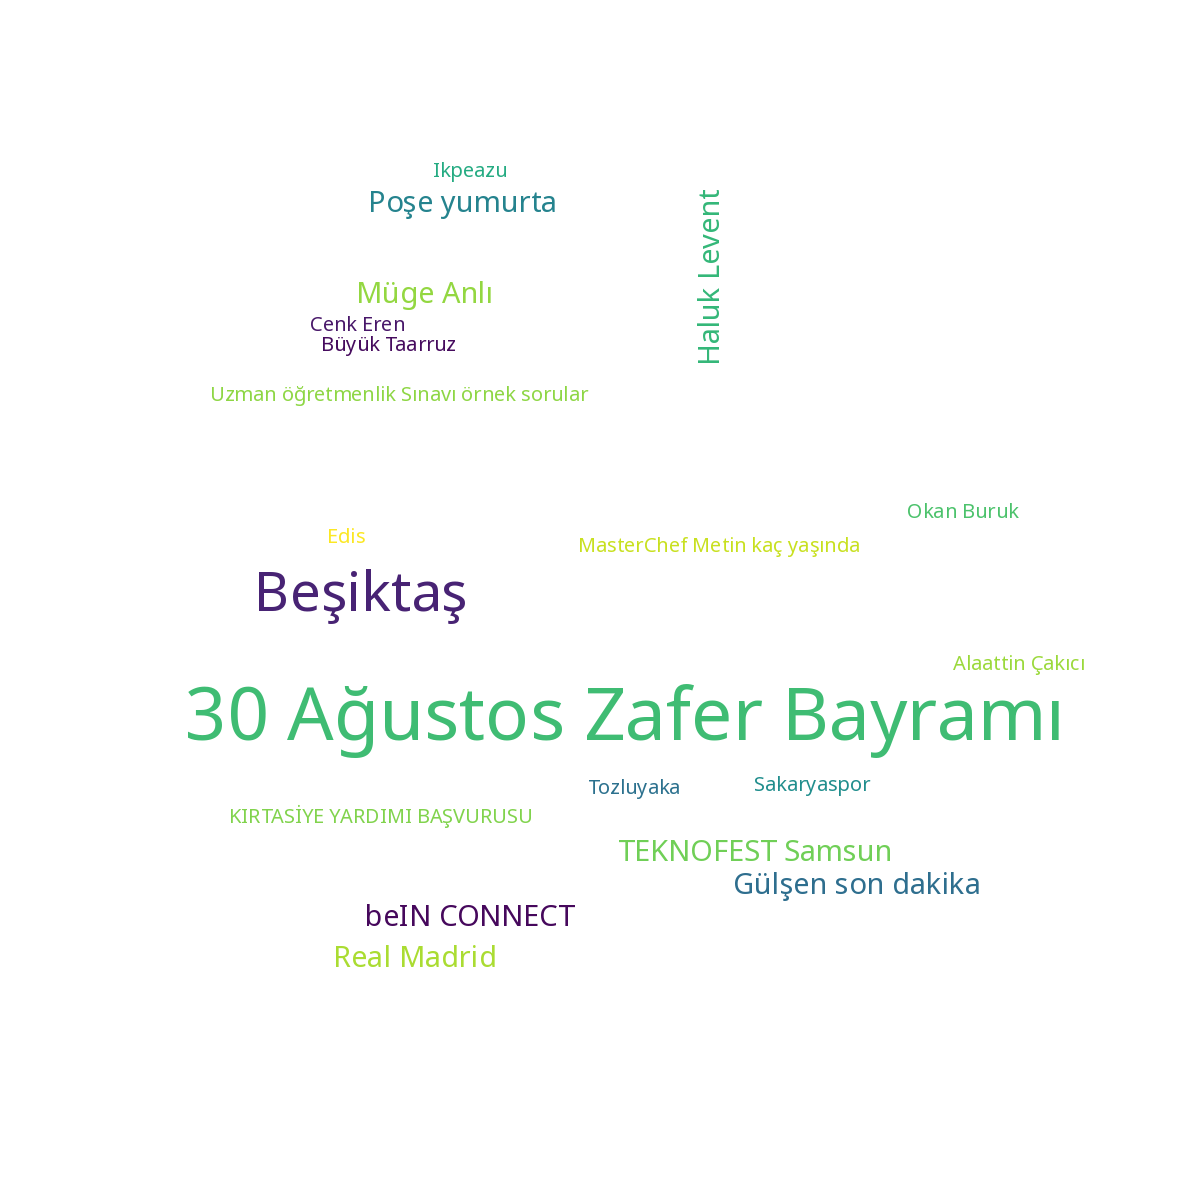 Ikpeazu
Poşe yumurta
Haluk Levent
Müge Anlı
Cenk Eren
Büyük Taarruz
Uzman öğretmenlik Sınavı örnek sorular
Okan Buruk
Edis
MasterChef Metin kaç yaşında
Beşiktaş
Alaattin Çakıcı
30 Ağustos Zafer Bayramı
Tozluyaka
Sakaryaspor
KIRTASİYE YARDIMI BAŞVURUSU
TEKNOFEST Samsun
Gülşen son dakika
beIN CONNECT
Real Madrid